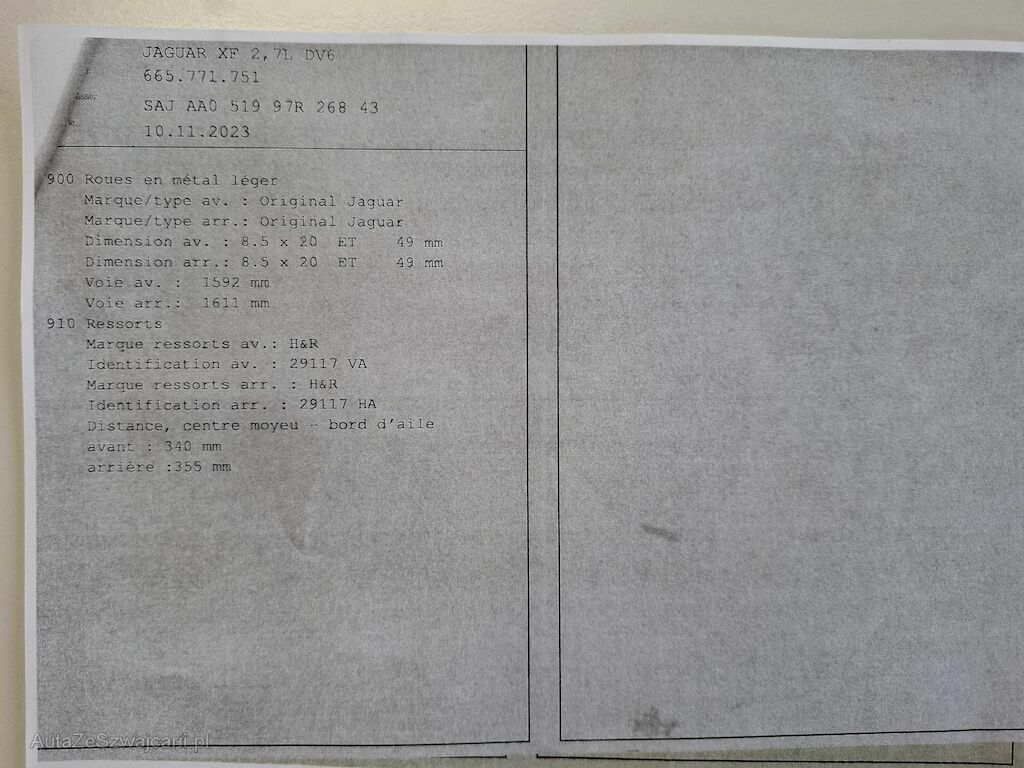 JAGUAR XF 2,7L DV6
665.771.751
SAJ AA0 519 97R 268 43
10.11.2023
900 Roues en métal léger
Marque/type av. : Original Jaguar
Marque/type arr.: Original Jaguar
Dimension av. : 8.5 x 20 ET 49 mm
Dimension arr.: 8.5 x 20 ET 49 mm
Voie av. : 1592 mm
Voie arr.: 1611 mm
910 Ressorts
Marque ressorts av.: H&R
Identification av. : 29117 VA
Marque ressorts arr. : H&R
Identification arr. : 29117 HA
Distance, centre moyeu - bord d'aile
avant : 340 mm
arrière :355 mm
AutaZeSzwajcarii.pl